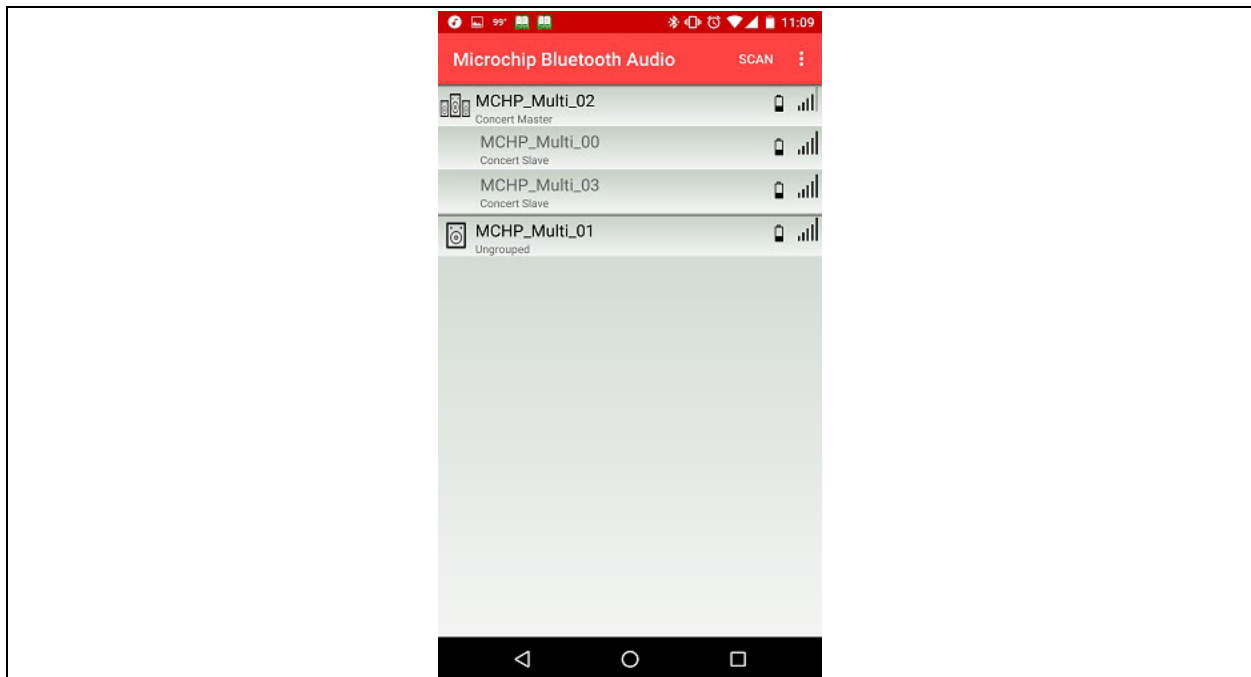 99° 11:09
Microchip Bluetooth Audio SCAN
MCHP_Multi_02
Concert Master
MCHP_Multi_00
Concert Slave
MCHP_Multi_03
Concert Slave
MCHP_Multi_01
Ungrouped